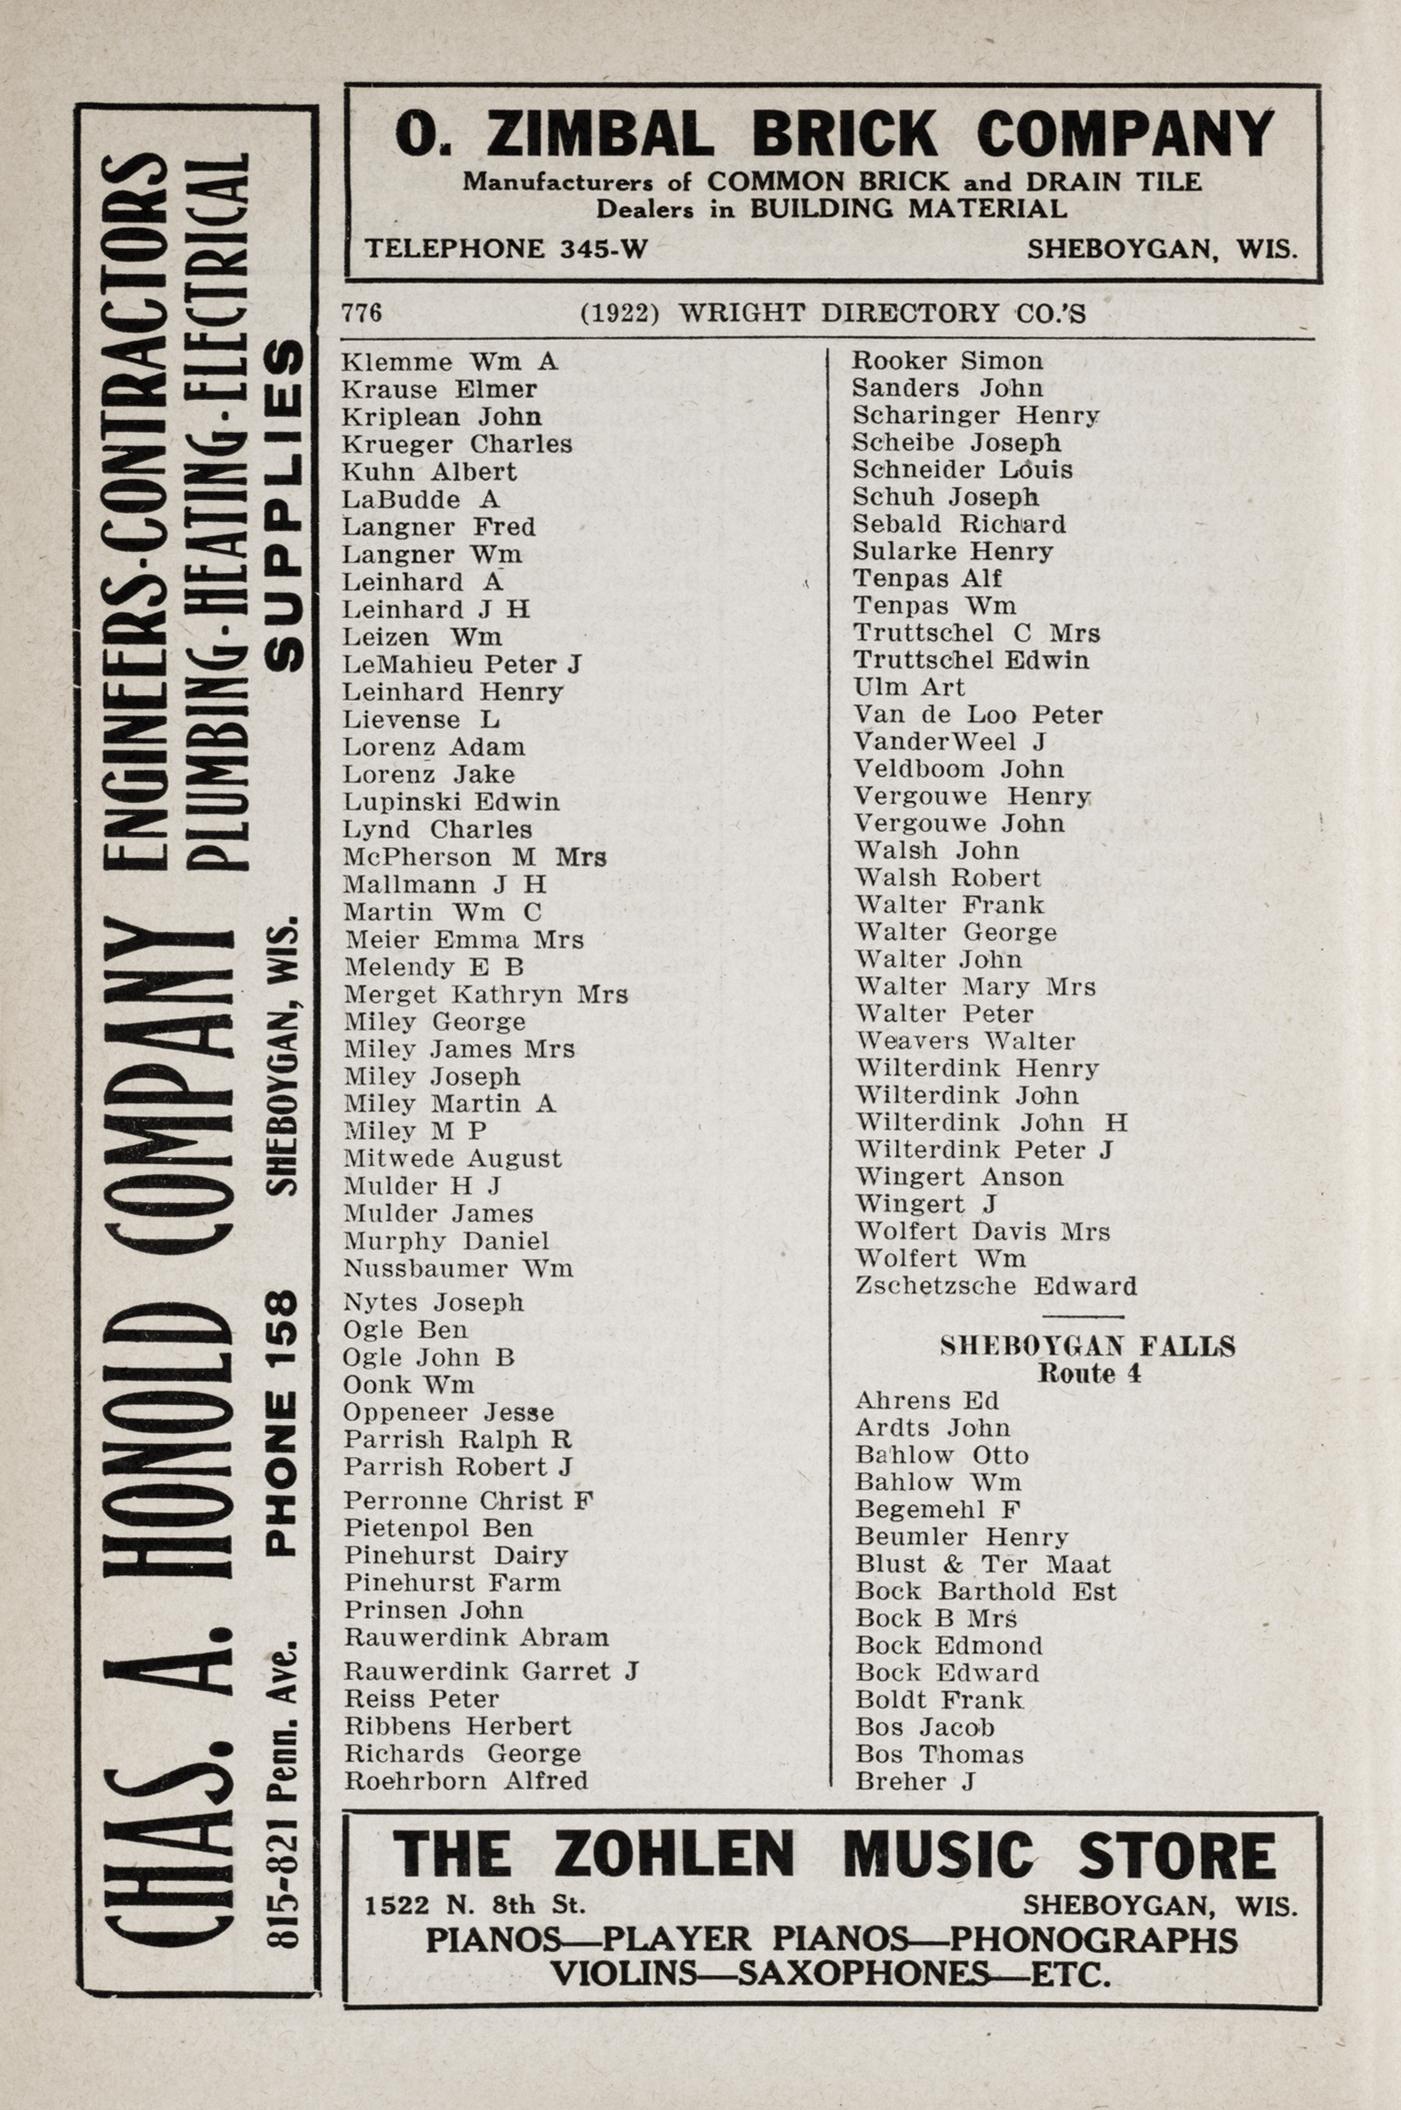 CHAS. A. HONOLD COMPANY ENGINEERS-CONTRACTORS
PLUMBING-HEATING-ELECTRICAL
815-821 Penn. Ave. PHONE 158 SHEBOYGAN, WIS. SUPPLIES
O. ZIMBAL BRICK COMPANY
Manufacturers of COMMON BRICK and DRAIN TILE
Dealers in BUILDING MATERIAL
TELEPHONE 345-W SHEBOYGAN, WIS.
776 (1922) WRIGHT DIRECTORY CO.'S
Klemme Wm A
Krause Elmer
Kriplean John
Krueger Charles
Kuhn Albert
LaBudde A
Langner Fred
Langner Wm
Leinhard A
Leinhard J H
Leizen Wm
LeMahieu Peter J
Leinhard Henry
Lievense L
Lorenz Adam
Lorenz Jake
Lupinski Edwin
Lynd Charles
McPherson M Mrs
Mallmann J H
Martin Wm C
Meier Emma Mrs
Melendy E B
Merget Kathryn Mrs
Miley George
Miley James Mrs
Miley Joseph
Miley Martin A
Miley M P
Mitwede August
Mulder H J
Mulder James
Murphy Daniel
Nussbaumer Wm
Nytes Joseph
Ogle Ben
Ogle John B
Oonk Wm
Oppeneer Jesse
Parrish Ralph R
Parrish Robert J
Perronne Christ F
Pietenpol Ben
Pinehurst Dairy
Pinehurst Farm
Prinsen John
Rauwerdink Abram
Rauwerdink Garret J
Reiss Peter
Ribbens Herbert
Richards George
Roehrborn Alfred
Rooker Simon
Sanders John
Scharinger Henry
Scheibe Joseph
Schneider Louis
Schuh Joseph
Sebald Richard
Sularke Henry
Tenpas Alf
Tenpas Wm
Truttschel C Mrs
Truttschel Edwin
Ulm Art
Van de Loo Peter
VanderWeel J
Veldboom John
Vergouwe Henry
Vergouwe John
Walsh John
Walsh Robert
Walter Frank
Walter George
Walter John
Walter Mary Mrs
Walter Peter
Weavers Walter
Wilterdink Henry
Wilterdink John
Wilterdink John H
Wilterdink Peter J
Wingert Anson
Wingert J
Wolfert Davis Mrs
Wolfert Wm
Zschetzsche Edward
SHEBOYGAN FALLS
Route 4
Ahrens Ed
Ardts John
Bahlow Otto
Bahlow Wm
Begemehl F
Beumler Henry
Blust & Ter Maat
Bock Barthold Est
Bock B Mrs
Bock Edmond
Bock Edward
Boldt Frank
Bos Jacob
Bos Thomas
Breher J
THE ZOHLEN MUSIC STORE
1522 N. 8th St. SHEBOYGAN, WIS.
PIANOS—PLAYER PIANOS—PHONOGRAPHS
VIOLINS—SAXOPHONES—ETC.